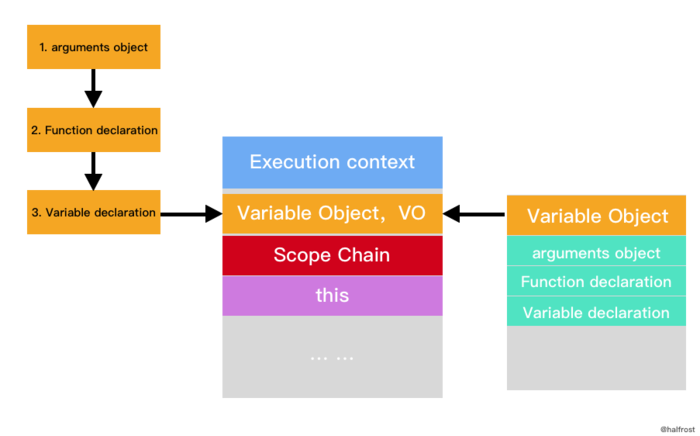 1. arguments object
2. Function declaration
3. Variable declaration
Execution context
Variable Object，VO
Scope Chain
this
... ...
Variable Object
arguments object
Function declaration
Variable declaration
@halfrost